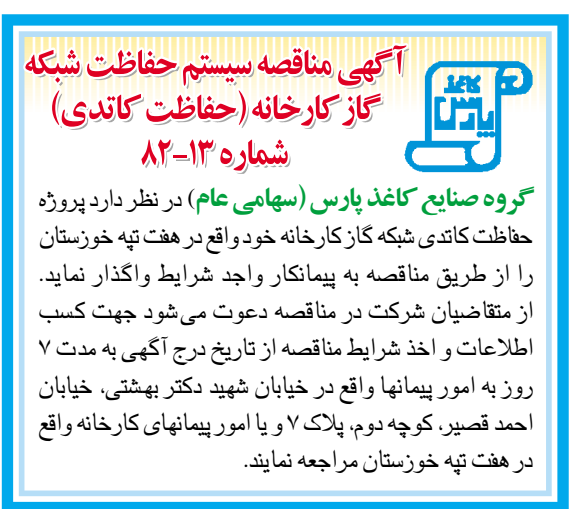 کاغذ
پارس
آگهی مناقصه سیستم حفاظت شبکه
گاز کارخانه (حفاظت کاتدی)
شماره ۱۳-۸۲
گروه صنایع کاغذ پارس (سهامی عام) در نظر دارد پروژه
حفاظت کاتدی شبکه گاز کارخانه خود واقع در هفت تپه خوزستان
را از طریق مناقصه به پیمانکار واجد شرایط واگذار نماید.
از متقاضیان شرکت در مناقصه دعوت می‌شود جهت کسب
اطلاعات و اخذ شرایط مناقصه از تاریخ درج آگهی به مدت ۷
روز به امور پیمانها واقع در خیابان شهید دکتر بهشتی، خیابان
احمد قصیر، کوچه دوم، پلاک ۷ و یا امور پیمانهای کارخانه واقع
در هفت تپه خوزستان مراجعه نمایند.